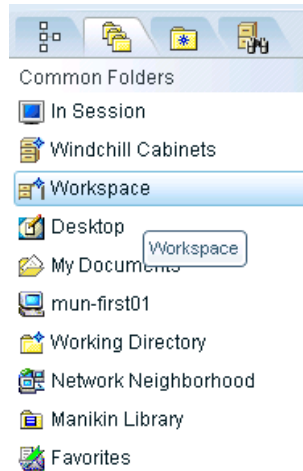 Common Folders
In Session
Windchill Cabinets
Workspace
Desktop
Workspace
My Documents
mun-first01
Working Directory
Network Neighborhood
Manikin Library
Favorites